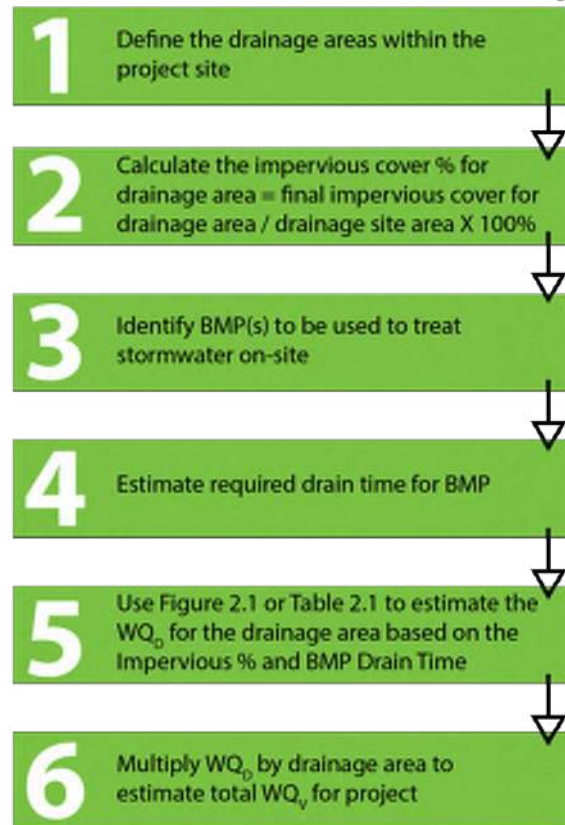 1
Define the drainage areas within the
project site
2
Calculate the impervious cover % for
drainage area = final impervious cover for
drainage area / drainage site area X 100%
3
Identify BMP(s) to be used to treat
stormwater on-site
4
Estimate required drain time for BMP
5
Use Figure 2.1 or Table 2.1 to estimate the
WQD for the drainage area based on the
Impervious % and BMP Drain Time
6
Multiply WQD by drainage area to
estimate total WQV for project